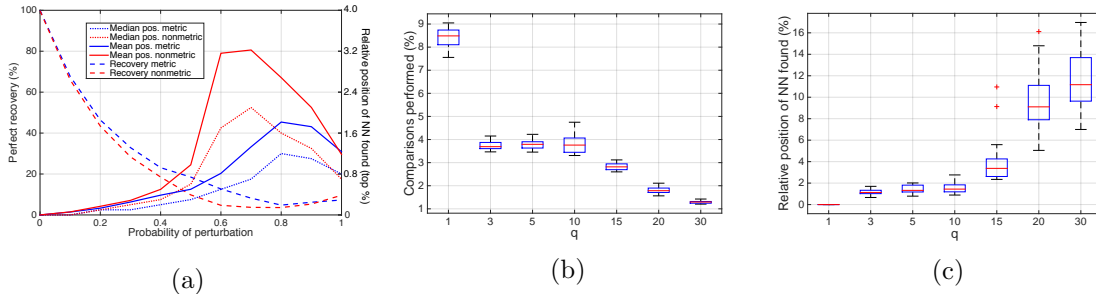 100
80
60
40
20
0
Perfect recovery (%)
Median pos. metric
Median pos. nonmetric
Mean pos. metric
Mean pos. nonmetric
Recovery metric
Recovery nonmetric
4.0
3.2
2.4
1.6
0.8
0
Relative position of NN found (top %)
0 0.2 0.4 0.6 0.8 1
Probability of perturbation
(a)
9
8
7
6
5
4
3
2
1
Comparisons performed (%)
1 3 5 10 15 20 30
q
(b)
16
14
12
10
8
6
4
2
0
Relative position of NN found (%)
1 3 5 10 15 20 30
q
(c)